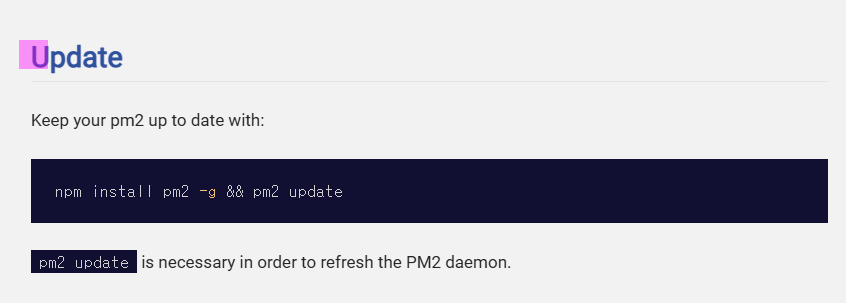 Update
Keep your pm2 up to date with:
npm install pm2 -g && pm2 update
pm2 update is necessary in order to refresh the PM2 daemon.